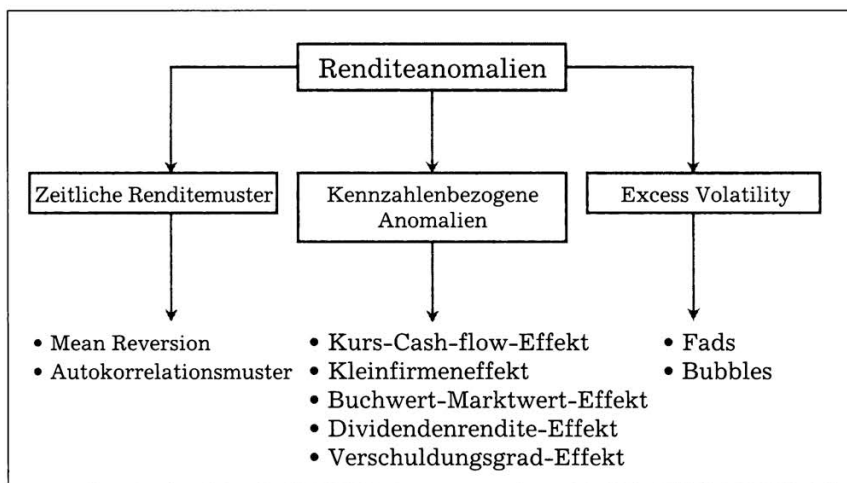 Renditeanomalien
Zeitliche Renditemuster
Kennzahlenbezogene
Anomalien
Excess Volatility
• Mean Reversion
• Autokorrelationsmuster
• Kurs-Cash-flow-Effekt
• Kleinfirmeneffekt
• Buchwert-Marktwert-Effekt
• Dividendenrendite-Effekt
• Verschuldungsgrad-Effekt
• Fads
• Bubbles